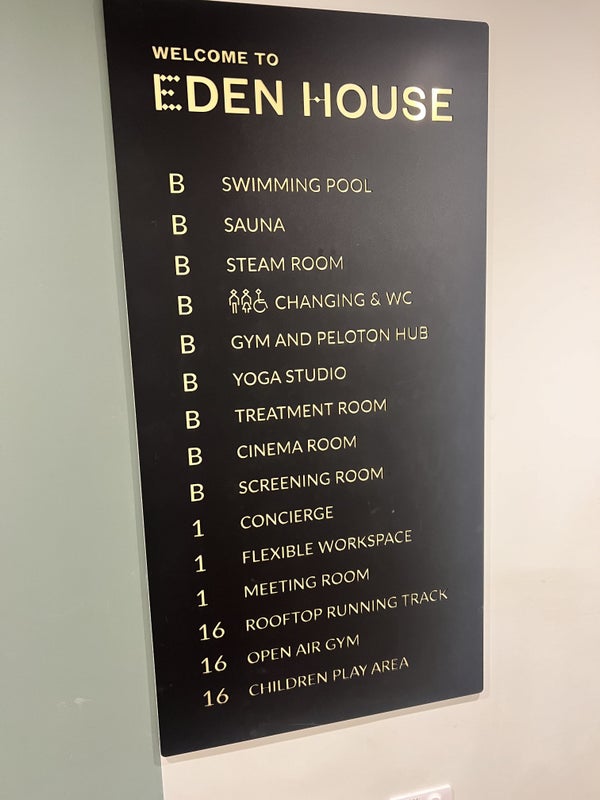 WELCOME TO
EDEN HOUSE
B SWIMMING POOL
B SAUNA
B STEAM ROOM
B CHANGING & WC
B GYM AND PELOTON HUB
B YOGA STUDIO
B TREATMENT ROOM
B CINEMA ROOM
B SCREENING ROOM
1 CONCIERGE
1 FLEXIBLE WORKSPACE
1 MEETING ROOM
16 ROOFTOP RUNNING TRACK
16 OPEN AIR GYM
16 CHILDREN PLAY AREA